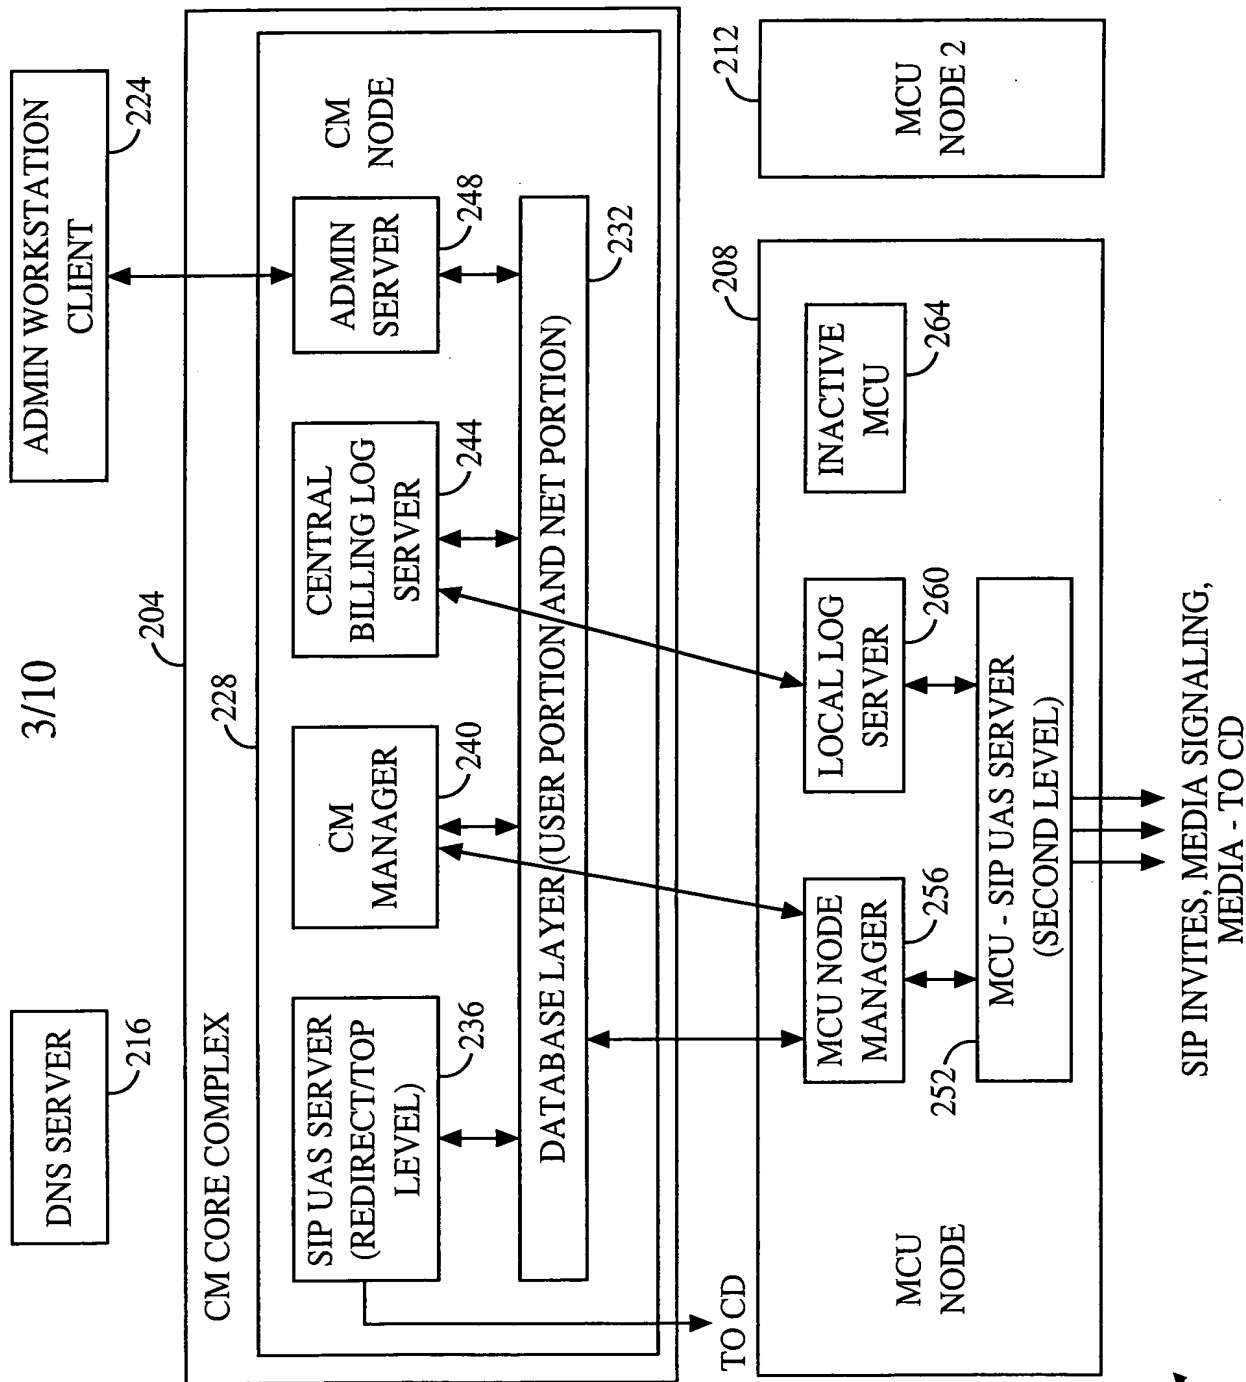 3/10
DNS SERVER
216
ADMIN WORKSTATION
CLIENT
224
204
CM CORE COMPLEX
228
SIP UAS SERVER
(REDIRECT/TOP
LEVEL)
236
CM
MANAGER
240
CENTRAL
BILLING LOG
SERVER
244
ADMIN
SERVER
248
CM
NODE
DATABASE LAYER (USER PORTION AND NET PORTION)
232
TO CD
208
212
MCU
NODE 2
MCU
NODE
MCU NODE
MANAGER
256
LOCAL LOG
SERVER
260
INACTIVE
MCU
264
252
MCU - SIP UAS SERVER
(SECOND LEVEL)
SIP INVITES, MEDIA SIGNALING,
MEDIA - TO CD